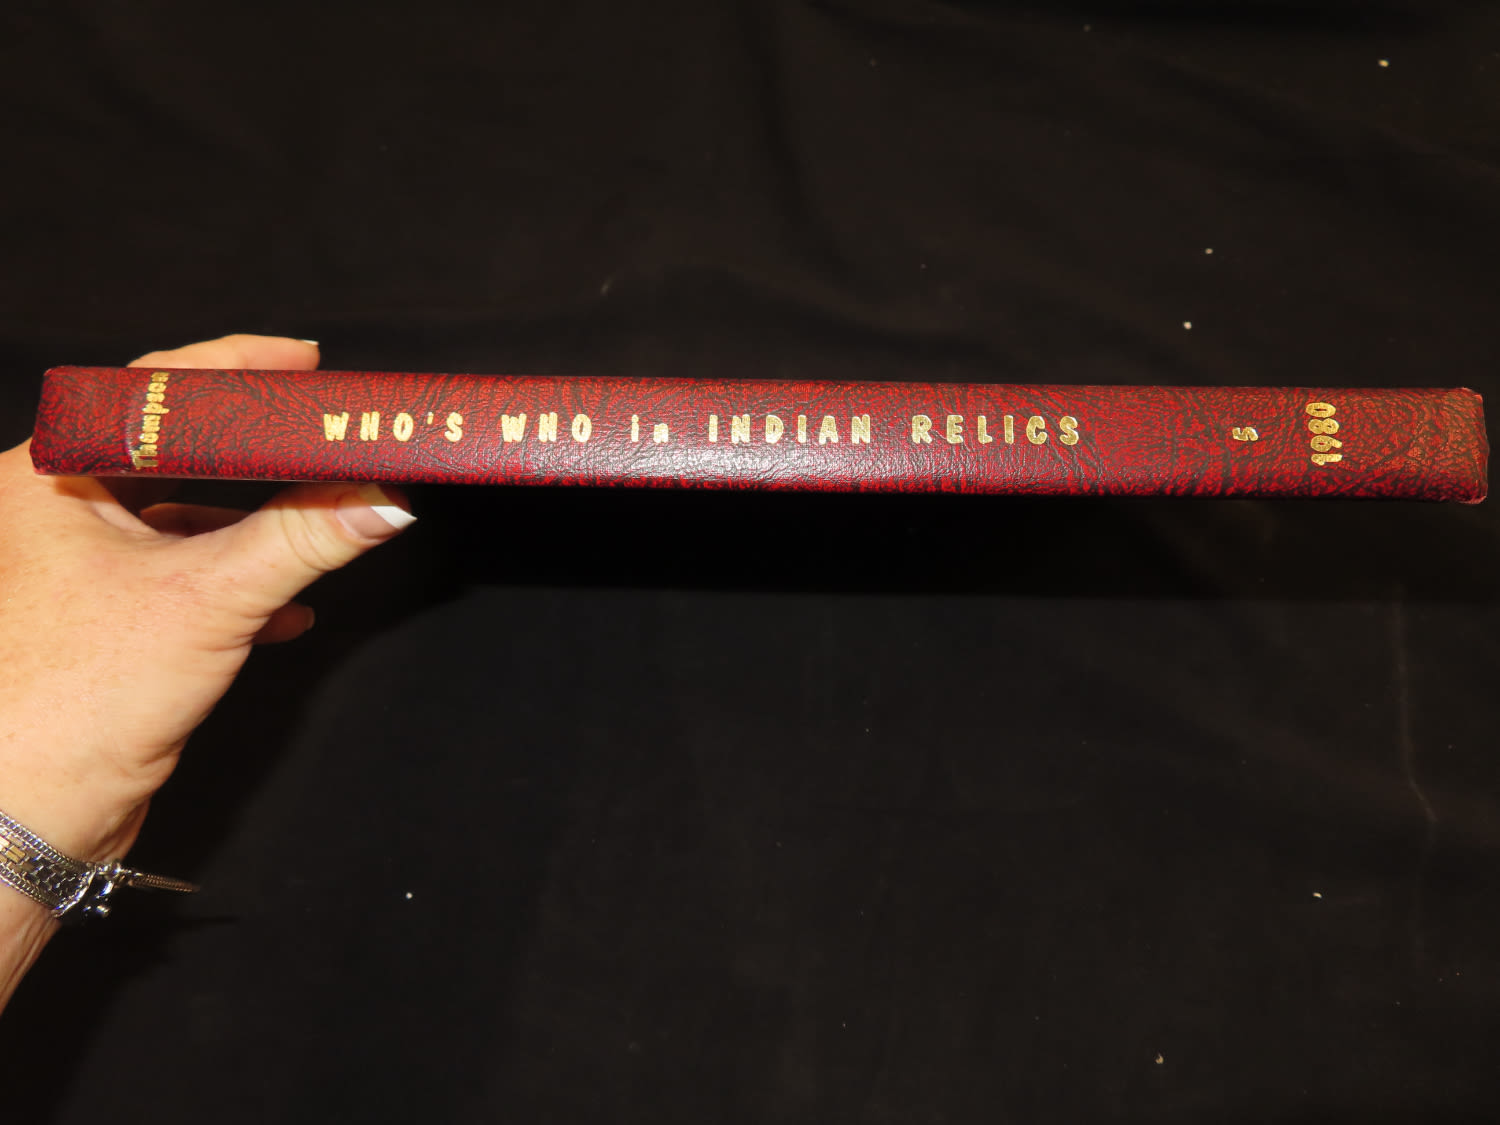 Thompson
WHO'S WHO in INDIAN RELICS
5
1980